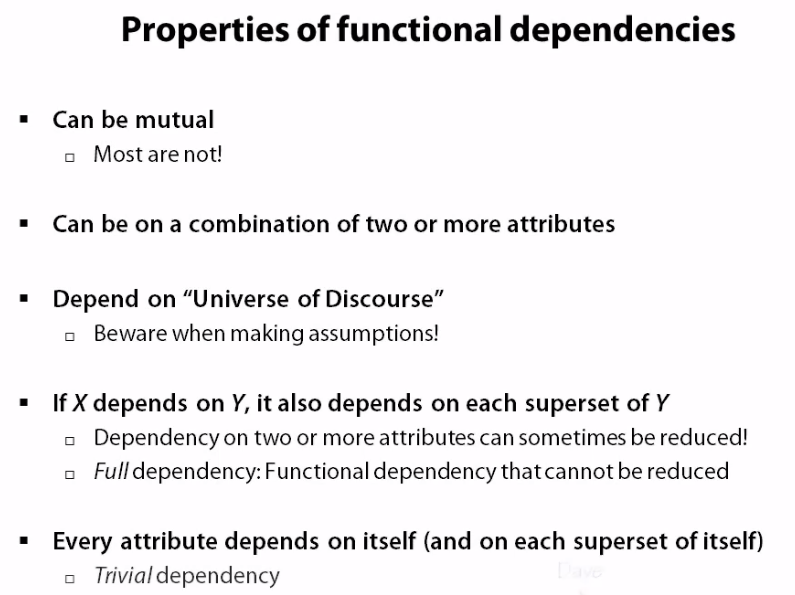 Properties of functional dependencies
Can be mutual
Most are not!
Can be on a combination of two or more attributes
Depend on “Universe of Discourse”
Beware when making assumptions!
If X depends on Y, it also depends on each superset of Y
Dependency on two or more attributes can sometimes be reduced!
Full dependency: Functional dependency that cannot be reduced
Every attribute depends on itself (and on each superset of itself)
Trivial dependency